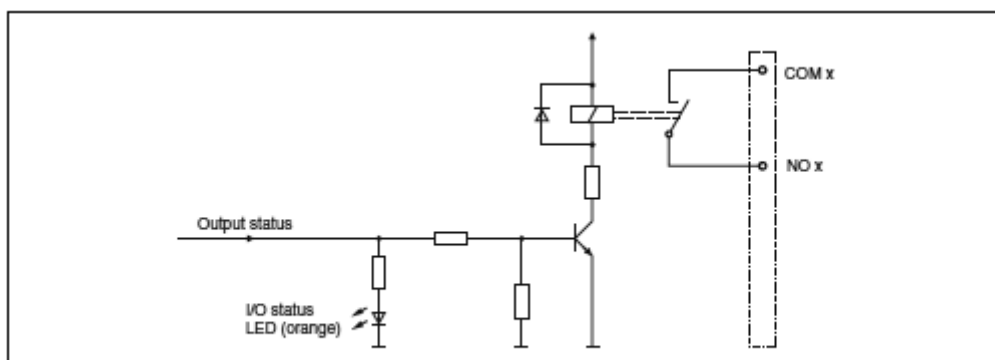 COM x
NO x
Output status
I/O status
LED (orange)